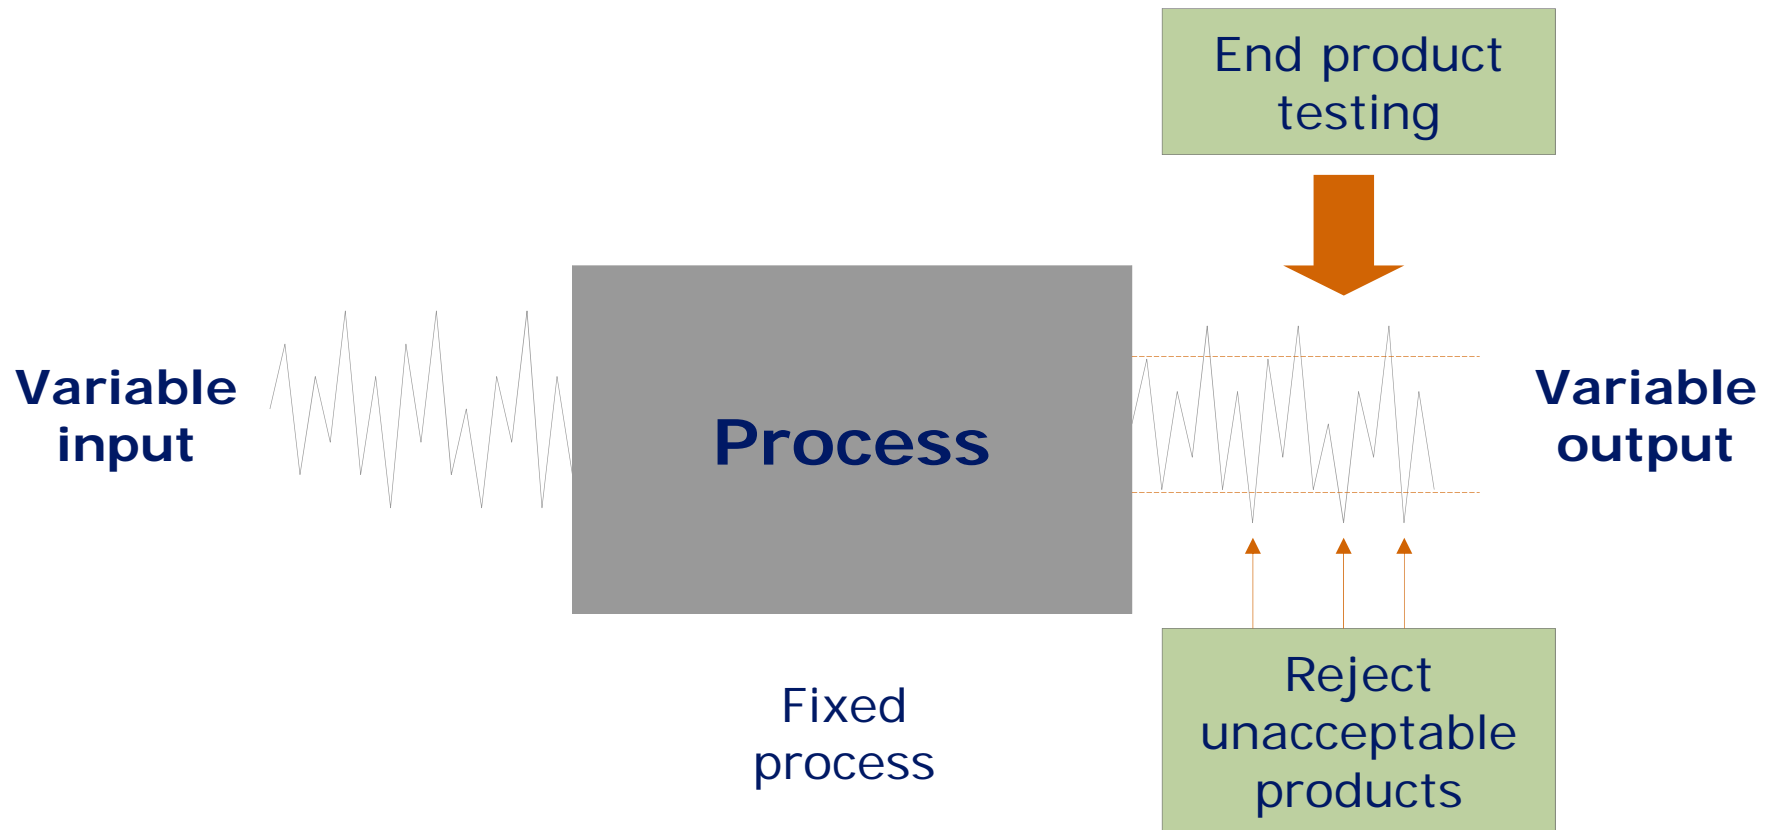 End product
testing
Variable
input
Process
Variable
output
Fixed
process
Reject
unacceptable
products